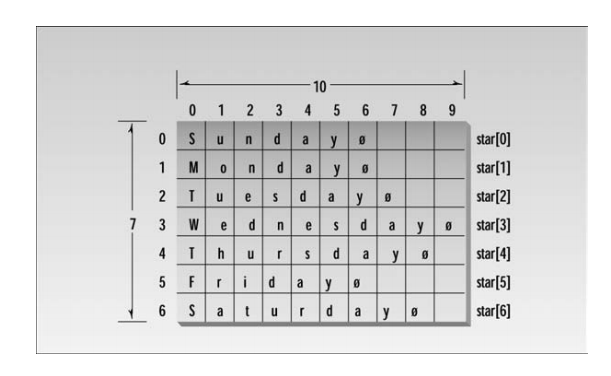 10
0 1 2 3 4 5 6 7 8 9
0 S u n d a y ø star[0]
1 M o n d a y ø star[1]
2 T u e s d a y ø star[2]
7 3 W e d n e s d a y ø star[3]
4 T h u r s d a y ø star[4]
5 F r i d a y ø star[5]
6 S a t u r d a y ø star[6]